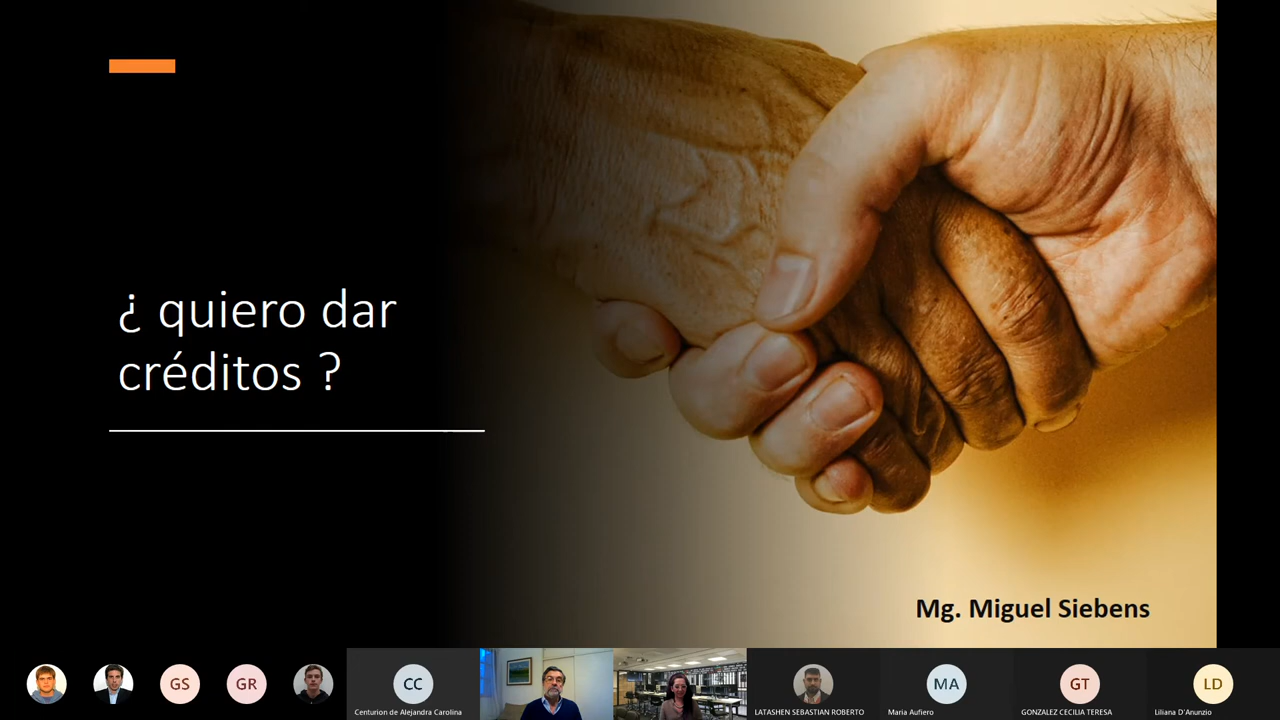 ¿ quiero dar
créditos ?
Mg. Miguel Siebens
GS
GR
CC
Centurion de Alejandra Carolina
LATASHEN SEBASTIAN ROBERTO
MA
Maria Aufiero
GT
GONZALEZ CECILIA TERESA
LD
Liliana D'Anunzio